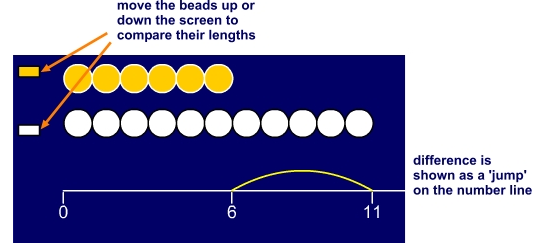 move the beads up or
down the screen to
compare their lengths
difference is
shown as a 'jump'
on the number line
0 6 11